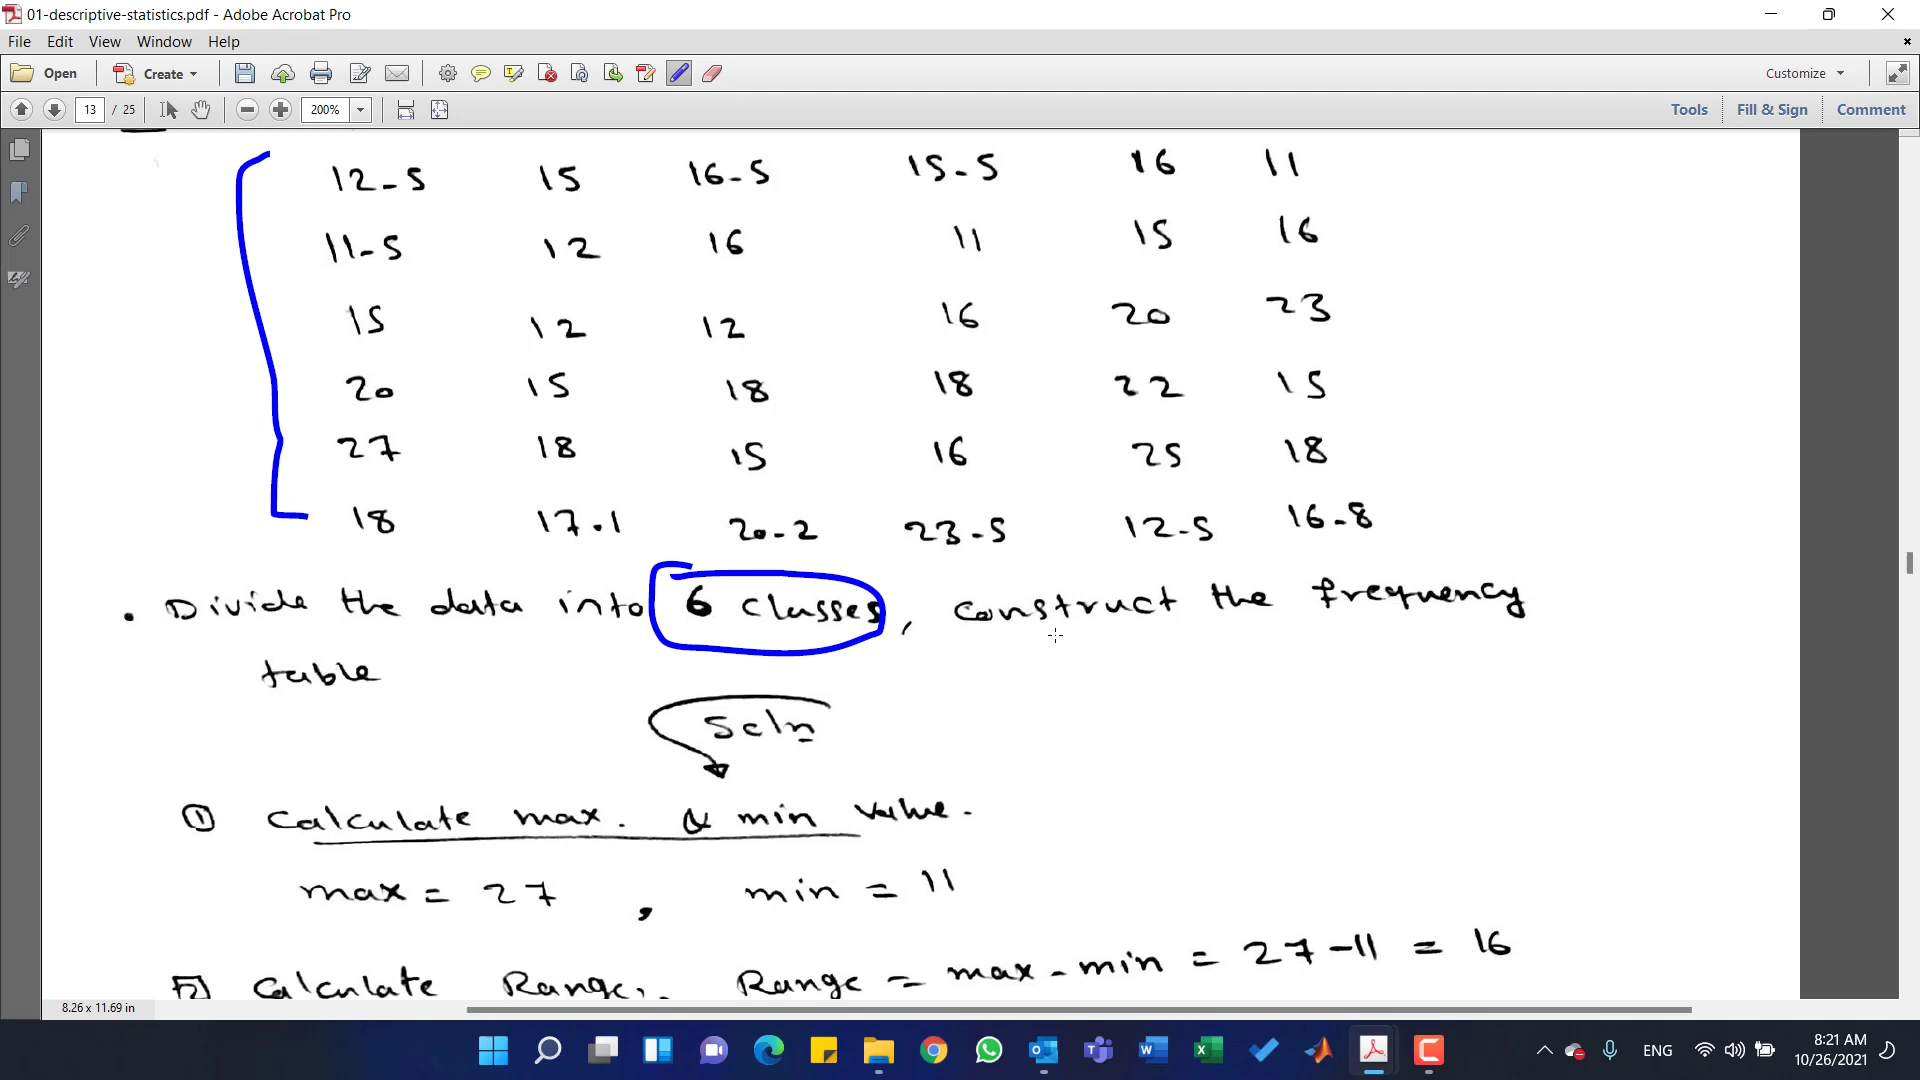 01-descriptive-statistics.pdf - Adobe Acrobat Pro
File Edit View Window Help
Open Create Customize
13 / 25 200% Tools Fill & Sign Comment
12-5 15 16-5 15-5 16 11
11-5 12 16 11 15 16
15 12 12 16 20 23
20 15 18 18 22 15
27 18 15 16 25 18
18 17.1 20-2 23-5 12-5 16-8
. Divide the data into 6 classes, construct the frequency
table
Soln
① Calculate max. & min value.
max = 27 , min = 11
2 Calculate Range: Range = max - min = 27 - 11 = 16
8.26 x 11.69 in
ENG 8:21 AM
10/26/2021